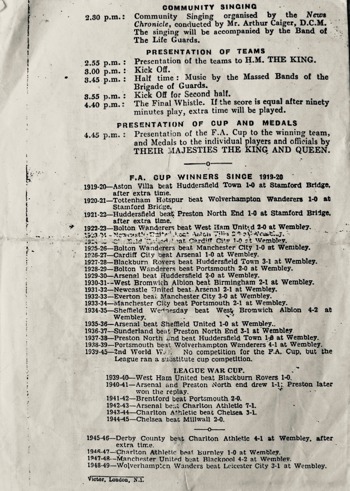 COMMUNITY SINGING
2.30 p.m.: Community Singing organised by the News
Chronicle, conducted by Mr. Arthur Caiger, D.C.M.
The singing will be accompanied by the Band of
The Life Guards.
PRESENTATION OF TEAMS
2.55 p.m.: Presentation of the teams to H.M. THE KING.
3.00 p.m.: Kick Off.
3.45 p.m.: Half time: Music by the Massed Bands of the
Brigade of Guards.
3.55 p.m.: Kick Off for Second half.
4.40 p.m.: The Final Whistle. If the score is equal after ninety
minutes play, extra time will be played.
PRESENTATION OF CUP AND MEDALS
4.45 p.m.: Presentation of the F.A. Cup to the winning team,
and Medals to the individual players and officials by
THEIR MAJESTIES THE KING AND QUEEN.
F.A. CUP WINNERS SINCE 1919-20
1919-20—Aston Villa beat Huddersfield Town 1-0 at Stamford Bridge,
after extra time.
1920-21—Tottenham Hotspur beat Wolverhampton Wanderers 1-0 at
Stamford Bridge.
1921-22—Huddersfield beat Preston North End 1-0 at Stamford Bridge,
after extra time.
1922-23—Bolton Wanderers beat West Ham United 2-0 at Wembley.
beat Cardiff City 1-0 at Wembley.
1925-26—Bolton Wanderers beat Manchester City 1-0 at Wembley.
1926-27—Cardiff City beat Arsenal 1-0 at Wembley.
1927-28—Blackburn Rovers beat Huddersfield Town 3-1 at Wembley.
1928-29—Bolton Wanderers beat Portsmouth 2-0 at Wembley.
1929-30—Arsenal beat Huddersfield 2-0 at Wembley.
1930-31—West Bromwich Albion beat Birmingham 2-1 at Wembley.
1931-32—Newcastle United beat Arsenal 2-1 at Wembley.
1932-33—Everton beat Manchester City 3-0 at Wembley.
1933-34—Manchester City beat Portsmouth 2-1 at Wembley.
1934-35—Sheffield Wednesday beat West Bromwich Albion 4-2 at
Wembley.
1935-36—Arsenal beat Sheffield United 1-0 at Wembley.
1936-37—Sunderland beat Preston North End 3-1 at Wembley
1937-38—Preston North End beat Huddersfield Town 1-0 at Wembley.
1938-39—Portsmouth beat Wolverhampton Wanderers 4-1 at Wembley.
1939-45—2nd World War. No competition for the F.A. Cup, but the
League ran a substitute cup competition.
LEAGUE WAR CUP.
1939-40—West Ham United beat Blackburn Rovers 1-0.
1940-41—Arsenal and Preston North End drew 1-1; Preston later
won the replay.
1941-42—Brentford beat Portsmouth 2-0.
1942-43—Arsenal beat Charlton Athletic 7-1.
1943-44—Charlton Athletic beat Chelsea 3-1.
1944-45—Chelsea beat Millwall 2-0.
1945-46—Derby County beat Charlton Athletic 4-1 at Wembley, after
extra time.
1946-47—Charlton Athletic beat Burnley 1-0 at Wembley.
1947-48—Manchester United beat Blackpool 4-2 at Wembley.
1948-49—Wolverhampton Wanders beat Leicester City 3-1 at Wembley.
Victor, London, N.1.